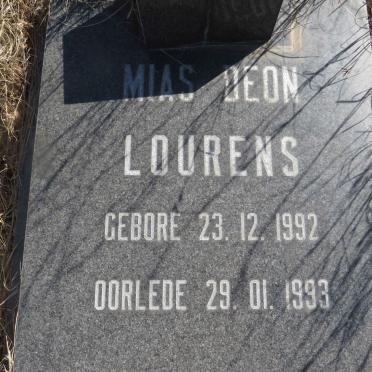 MIAS DEON
LOURENS
GEBORE 23.12.1992
OORLEDE 29.01.1993